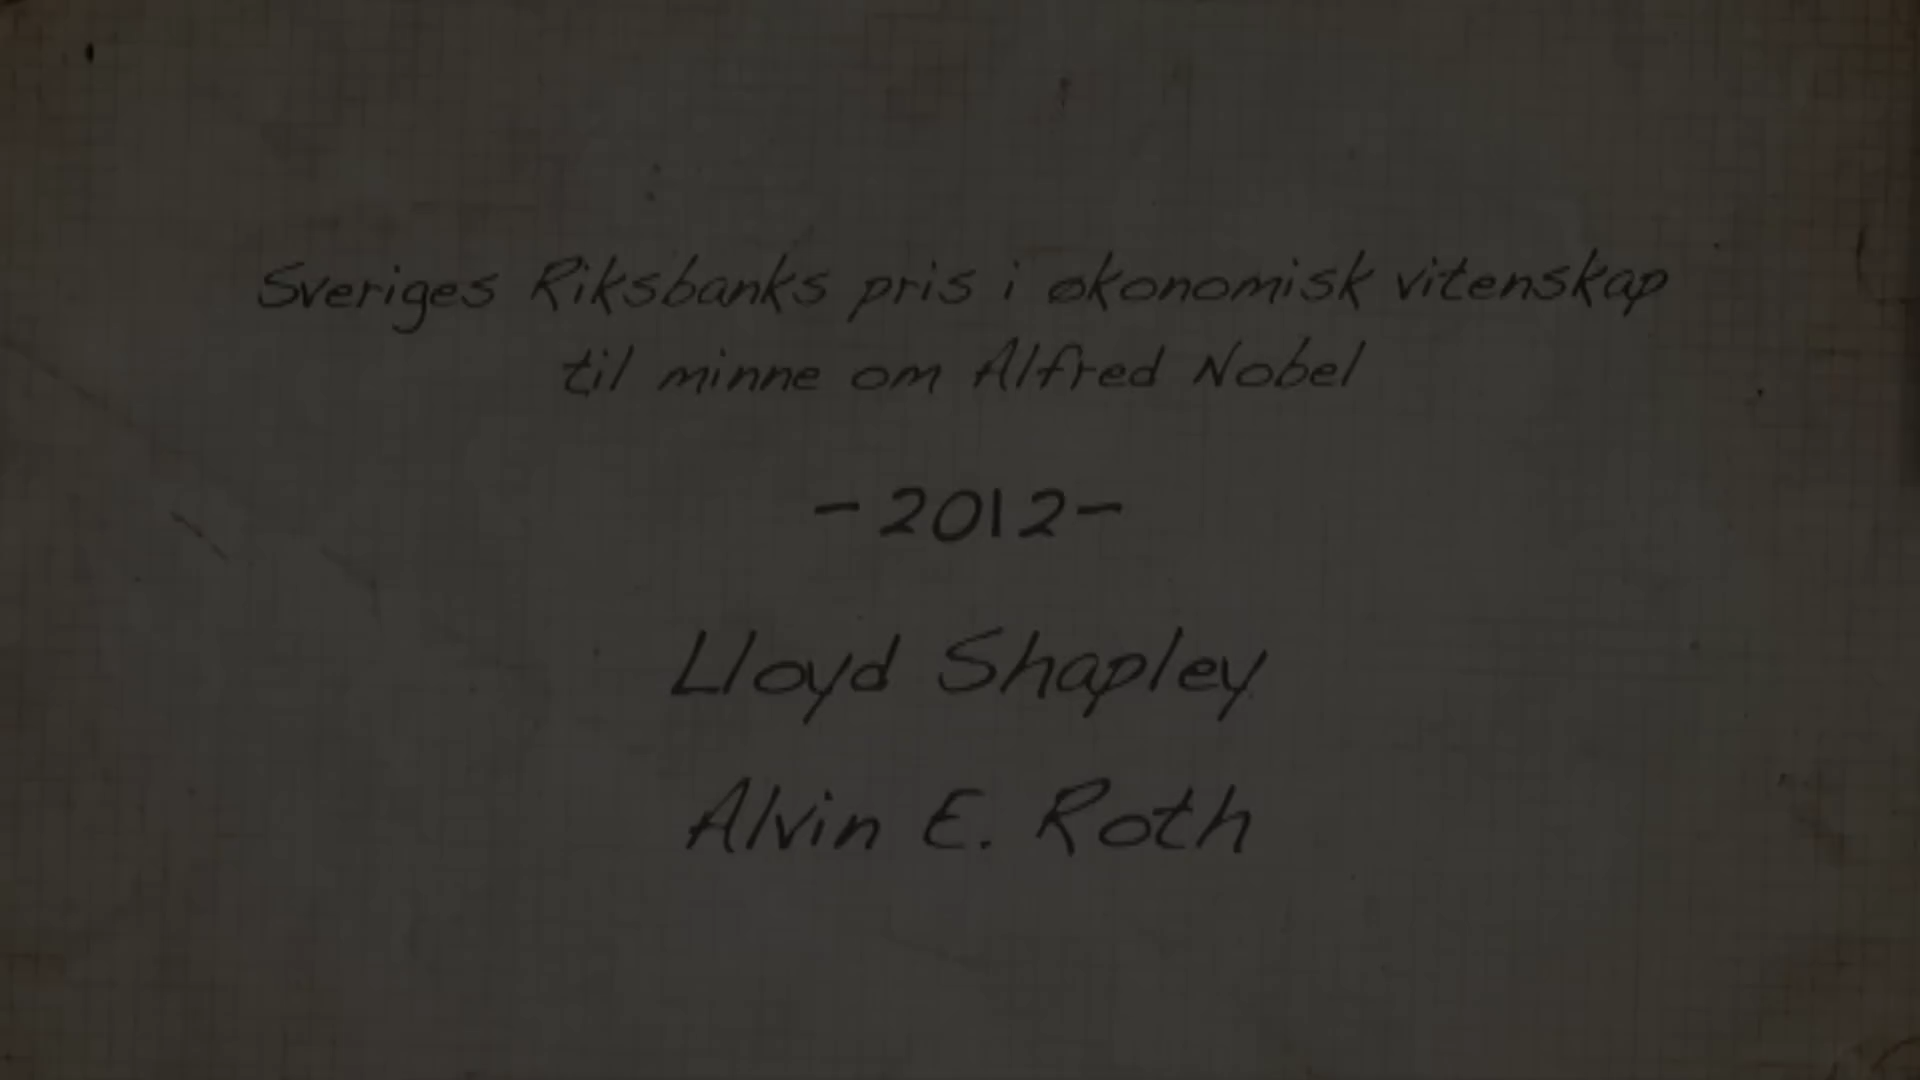 Sveriges Riksbanks pris i økonomisk vitenskap
til minne om Alfred Nobel
-2012-
Lloyd Shapley
Alvin E. Roth